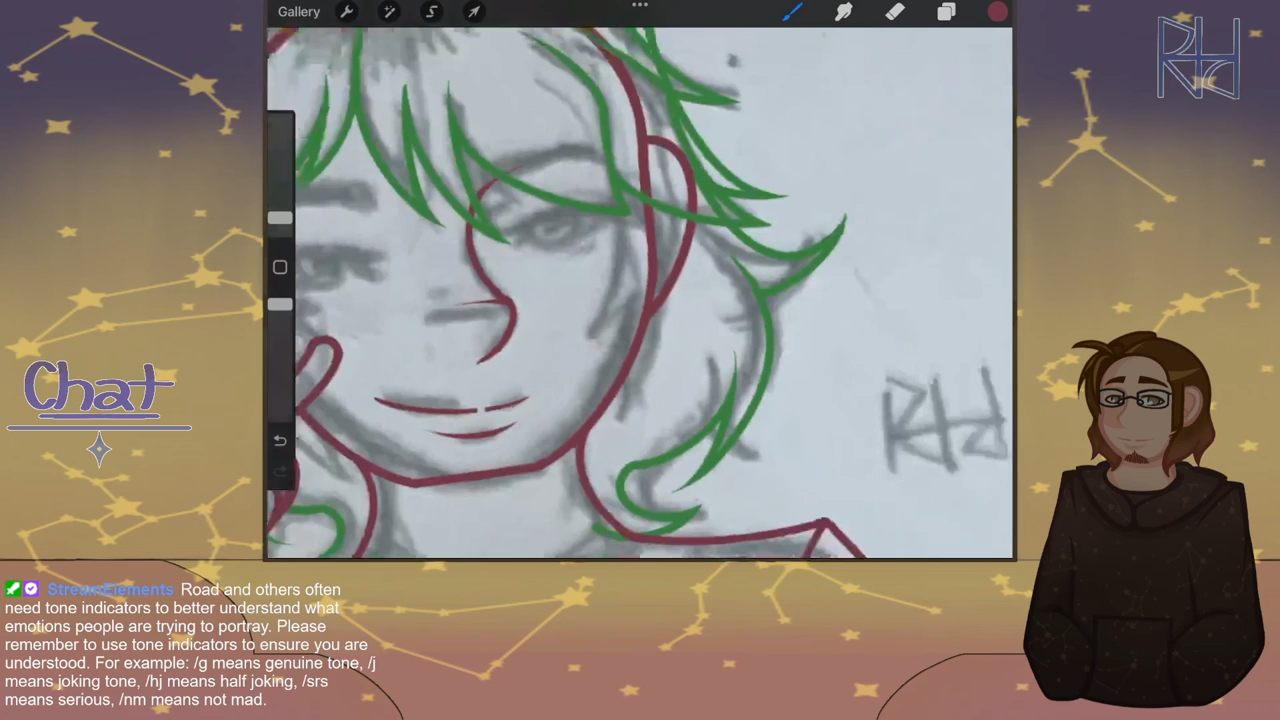 Gallery
Chat
StreamElements Road and others often
need tone indicators to better understand what
emotions people are trying to portray. Please
remember to use tone indicators to ensure you are
understood. For example: /g means genuine tone, /j
means joking tone, /hj means half joking, /srs
means serious, /nm means not mad.